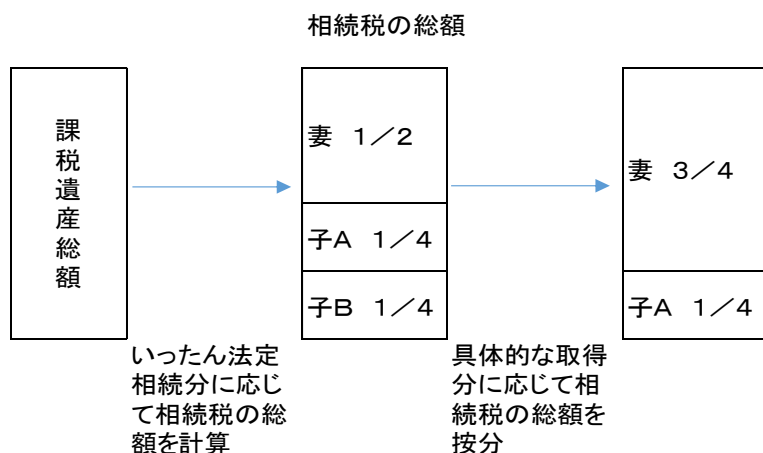 相続税の総額
課税遺産総額
妻 1／2
子A 1／4
子B 1／4
妻 3／4
子A 1／4
いったん法定
相続分に応じ
て相続税の総
額を計算
具体的な取得
分に応じて相
続税の総額を
按分